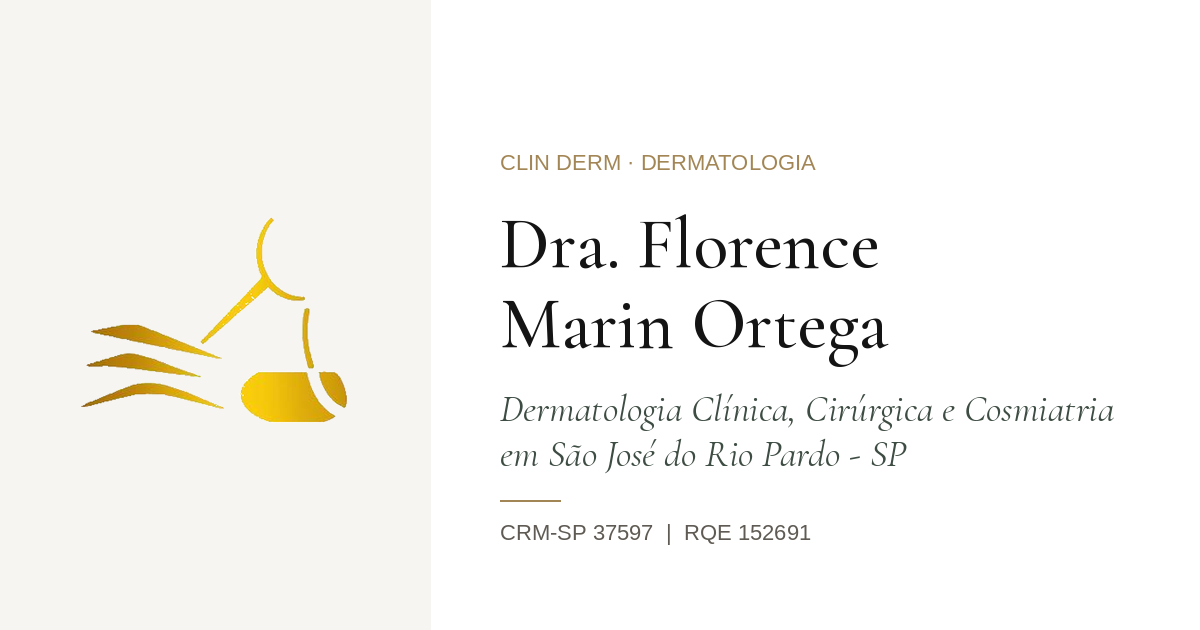 CLIN DERM · DERMATOLOGIA
Dra. Florence
Marin Ortega
Dermatologia Clínica, Cirúrgica e Cosmiatria
em São José do Rio Pardo - SP
CRM-SP 37597 | RQE 152691